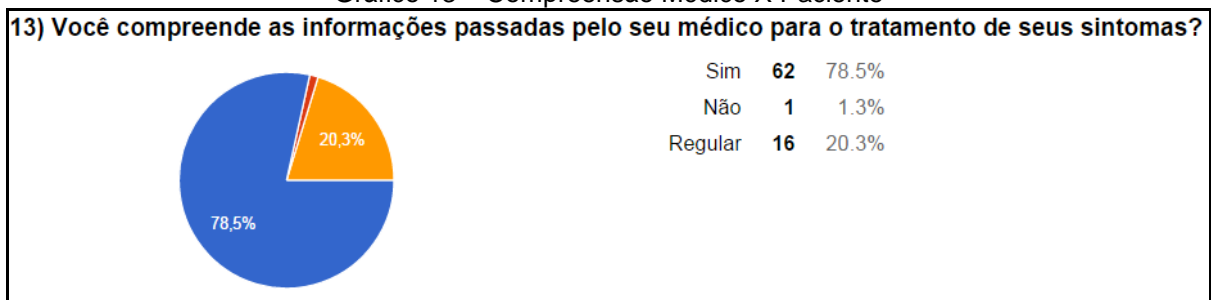 13) Você compreende as informações passadas pelo seu médico para o tratamento de seus sintomas?
Sim 62 78.5%
Não 1 1.3%
Regular 16 20.3%
20,3%
78,5%